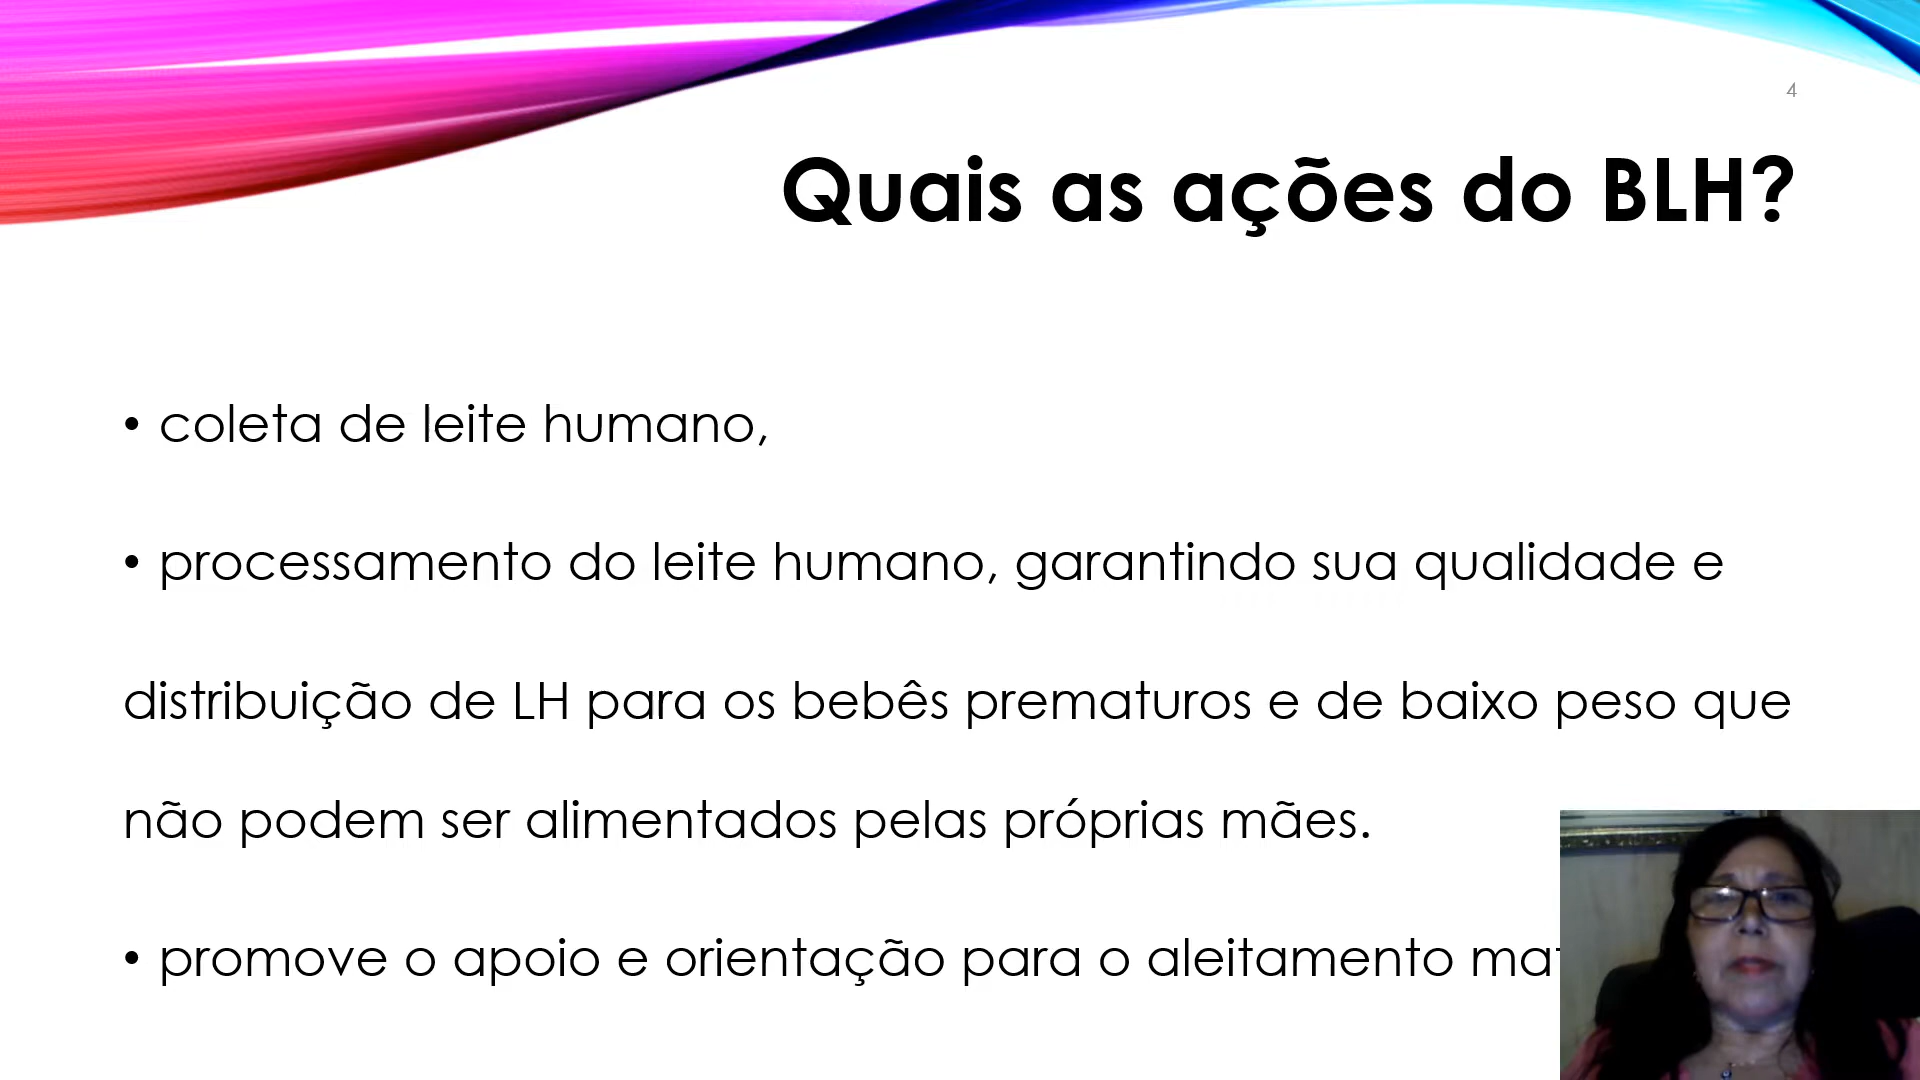 4
Quais as ações do BLH?
• coleta de leite humano,
• processamento do leite humano, garantindo sua qualidade e
distribuição de LH para os bebês prematuros e de baixo peso que
não podem ser alimentados pelas próprias mães.
• promove o apoio e orientação para o aleitamento